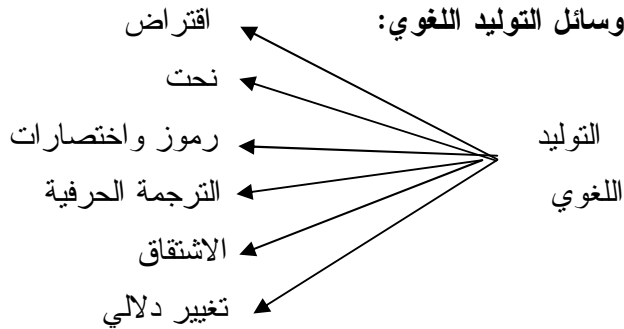 وسائل التوليد اللغوي:
التوليد
اللغوي
اقتراض
نحت
رموز واختصارات
الترجمة الحرفية
الاشتقاق
تغيير دلالي